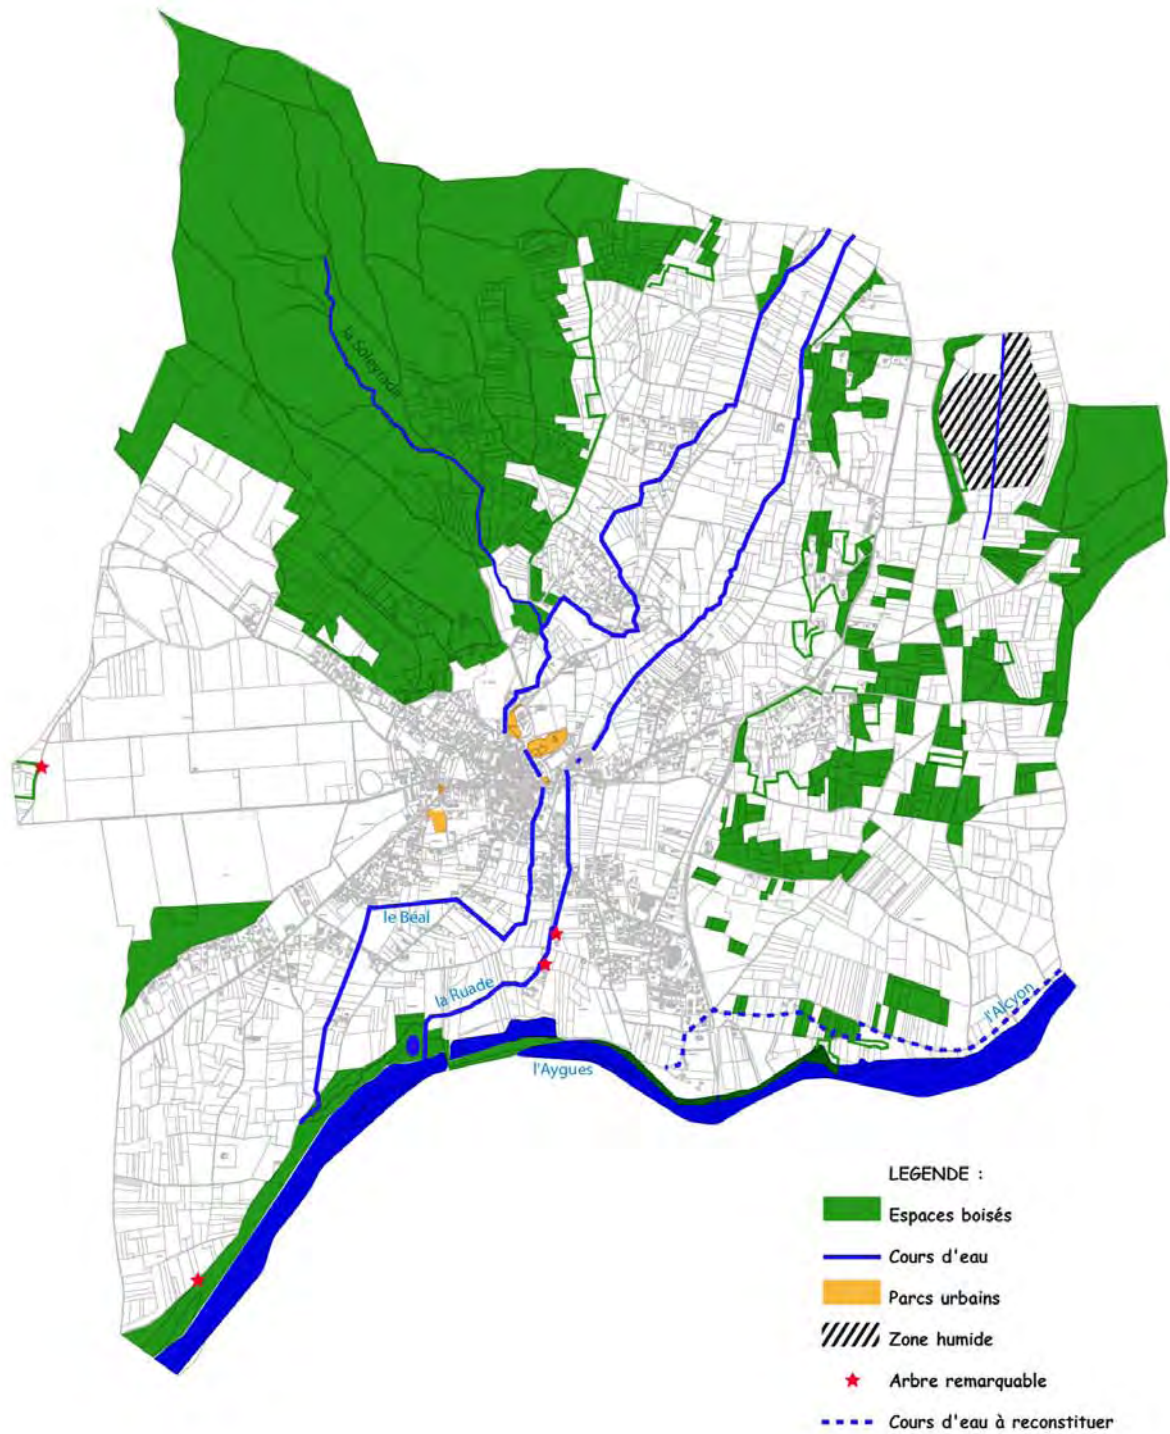 la Soleyrade
le Béal
la Ruade
l'Alcyon
l'Aygues
LEGENDE :
Espaces boisés
Cours d'eau
Parcs urbains
Zone humide
Arbre remarquable
Cours d'eau à reconstituer